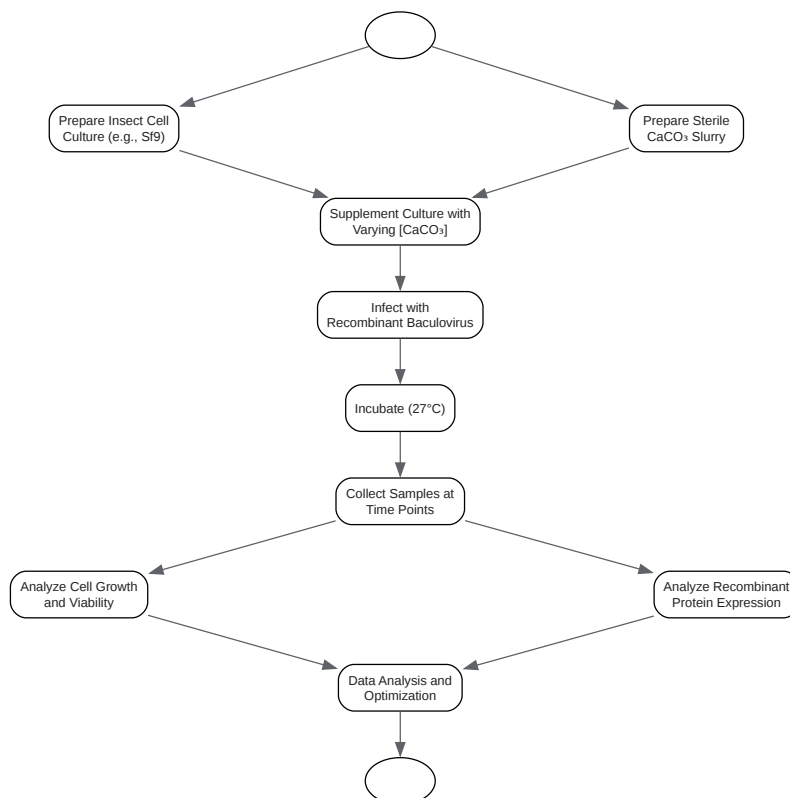 Prepare Insect Cell
Culture (e.g., Sf9)
Prepare Sterile
CaCO₃ Slurry
Supplement Culture with
Varying [CaCO₃]
Infect with
Recombinant Baculovirus
Incubate (27°C)
Collect Samples at
Time Points
Analyze Cell Growth
and Viability
Analyze Recombinant
Protein Expression
Data Analysis and
Optimization